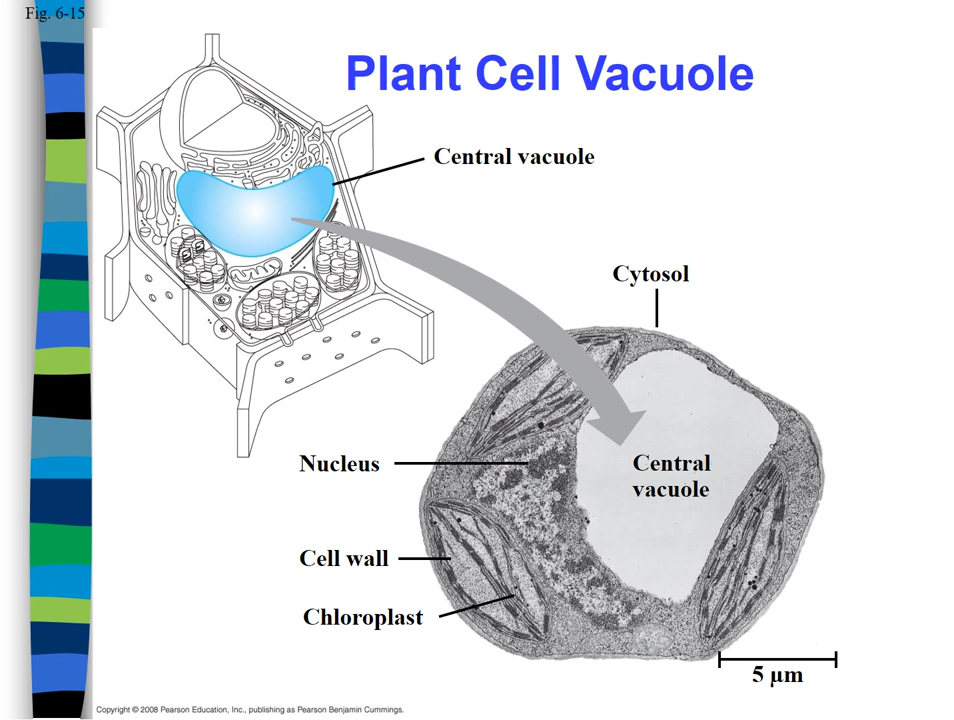 Fig. 6-15
Plant Cell Vacuole
Central vacuole
Cytosol
Nucleus
Central
vacuole
Cell wall
Chloroplast
5 µm
Copyright © 2008 Pearson Education, Inc., publishing as Pearson Benjamin Cummings.